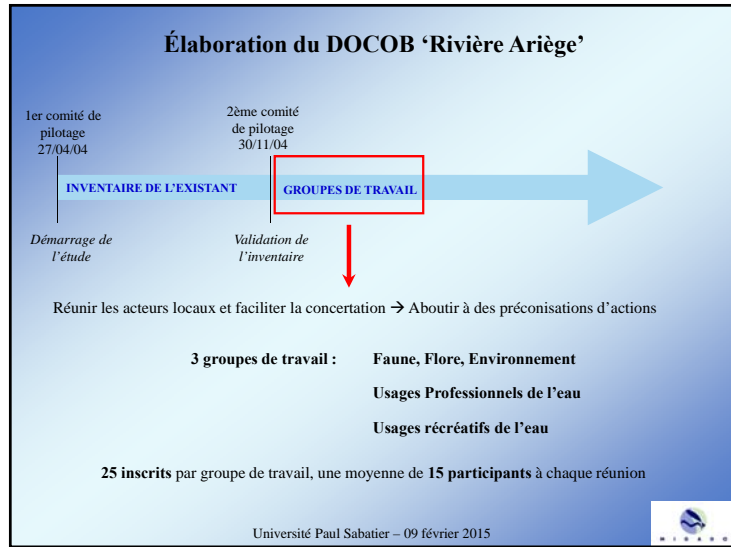 Élaboration du DOCOB ‘Rivière Ariège’
1er comité de
pilotage
27/04/04
2ème comité
de pilotage
30/11/04
INVENTAIRE DE L’EXISTANT
GROUPES DE TRAVAIL
Démarrage de
l’étude
Validation de
l’inventaire
Réunir les acteurs locaux et faciliter la concertation → Aboutir à des préconisations d’actions
3 groupes de travail : Faune, Flore, Environnement
Usages Professionnels de l’eau
Usages récréatifs de l’eau
25 inscrits par groupe de travail, une moyenne de 15 participants à chaque réunion
Université Paul Sabatier – 09 février 2015
MIGADO